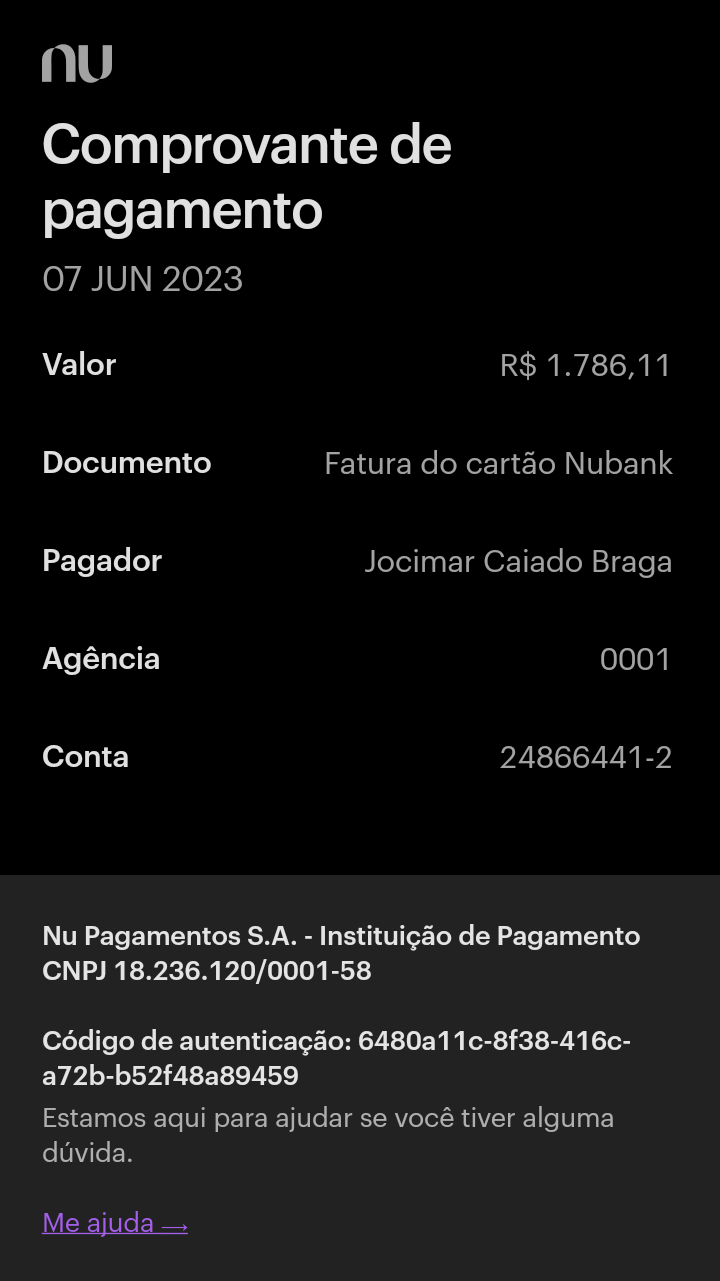 nu
Comprovante de
pagamento
07 JUN 2023
Valor R$ 1.786,11
Documento Fatura do cartão Nubank
Pagador Jocimar Caiado Braga
Agência 0001
Conta 24866441-2
Nu Pagamentos S.A. - Instituição de Pagamento
CNPJ 18.236.120/0001-58
Código de autenticação: 6480a11c-8f38-416c-
a72b-b52f48a89459
Estamos aqui para ajudar se você tiver alguma
dúvida.
Me ajuda ⟶